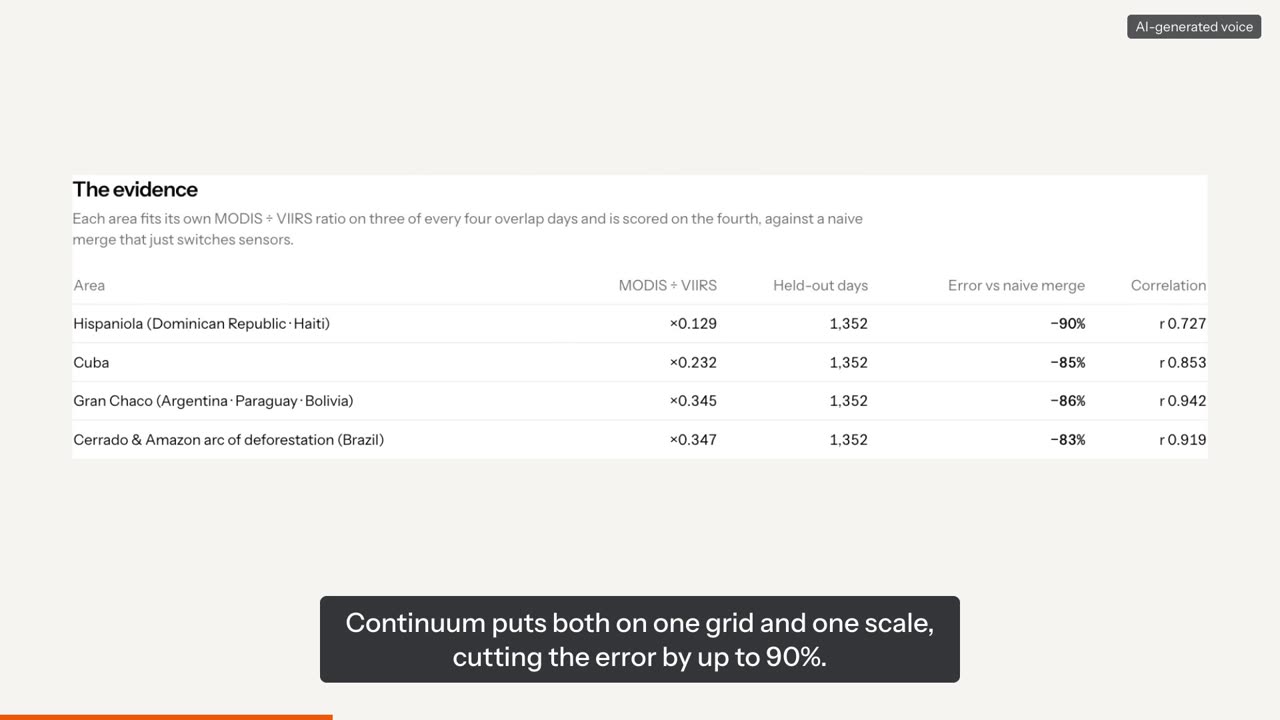 AI-generated voice
The evidence
Each area fits its own MODIS ÷ VIIRS ratio on three of every four overlap days and is scored on the fourth, against a naive
merge that just switches sensors.
Area MODIS ÷ VIIRS Held-out days Error vs naive merge Correlation
Hispaniola (Dominican Republic · Haiti) ×0.129 1,352 −90% r 0.727
Cuba ×0.232 1,352 −85% r 0.853
Gran Chaco (Argentina · Paraguay · Bolivia) ×0.345 1,352 −86% r 0.942
Cerrado & Amazon arc of deforestation (Brazil) ×0.347 1,352 −83% r 0.919
Continuum puts both on one grid and one scale,
cutting the error by up to 90%.